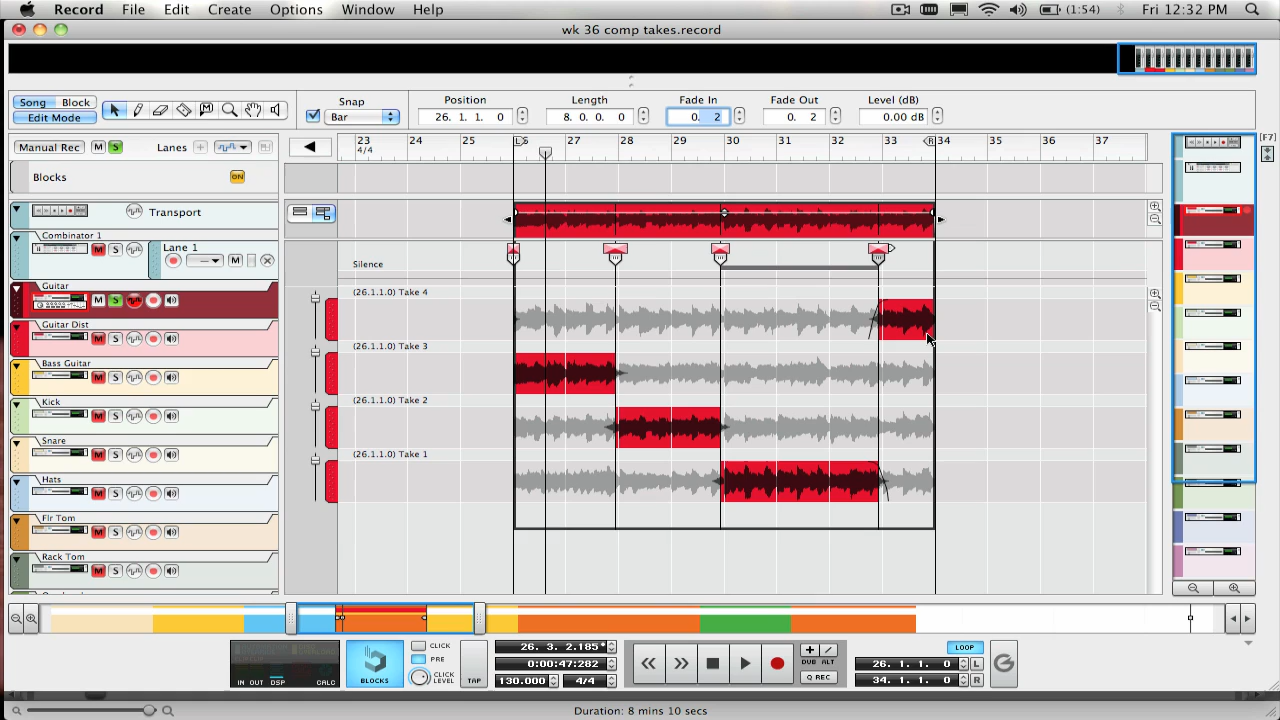 Record File Edit Create Options Window Help (1:54) Fri 12:32 PM
wk 36 comp takes.record
Song Block
Edit Mode
Snap Position Length Fade In Fade Out Level (dB)
Bar 26. 1. 1. 0 8. 0. 0. 0 0. 2 0. 2 0.00 dB
Manual Rec M S Lanes
23 24 25 26 27 28 29 30 31 32 33 34 35 36 37
4/4
L R
[F7]
Blocks ON
Transport
Combinator 1
M S Lane 1
M
Guitar
M S
Guitar Dist
M S
Bass Guitar
M S
Kick
M S
Snare
M S
Hats
M S
Flr Tom
M S
Rack Tom
M S
Silence
(26.1.1.0) Take 4
(26.1.1.0) Take 3
(26.1.1.0) Take 2
(26.1.1.0) Take 1
IN OUT DSP CALC
BLOCKS
CLICK
PRE
CLICK LEVEL
TAP
26. 3. 2.185*
0:00:47:282
130.000 4/4
DUB ALT
Q REC
LOOP
26. 1. 1. 0 L
34. 1. 1. 0 R
Duration: 8 mins 10 secs